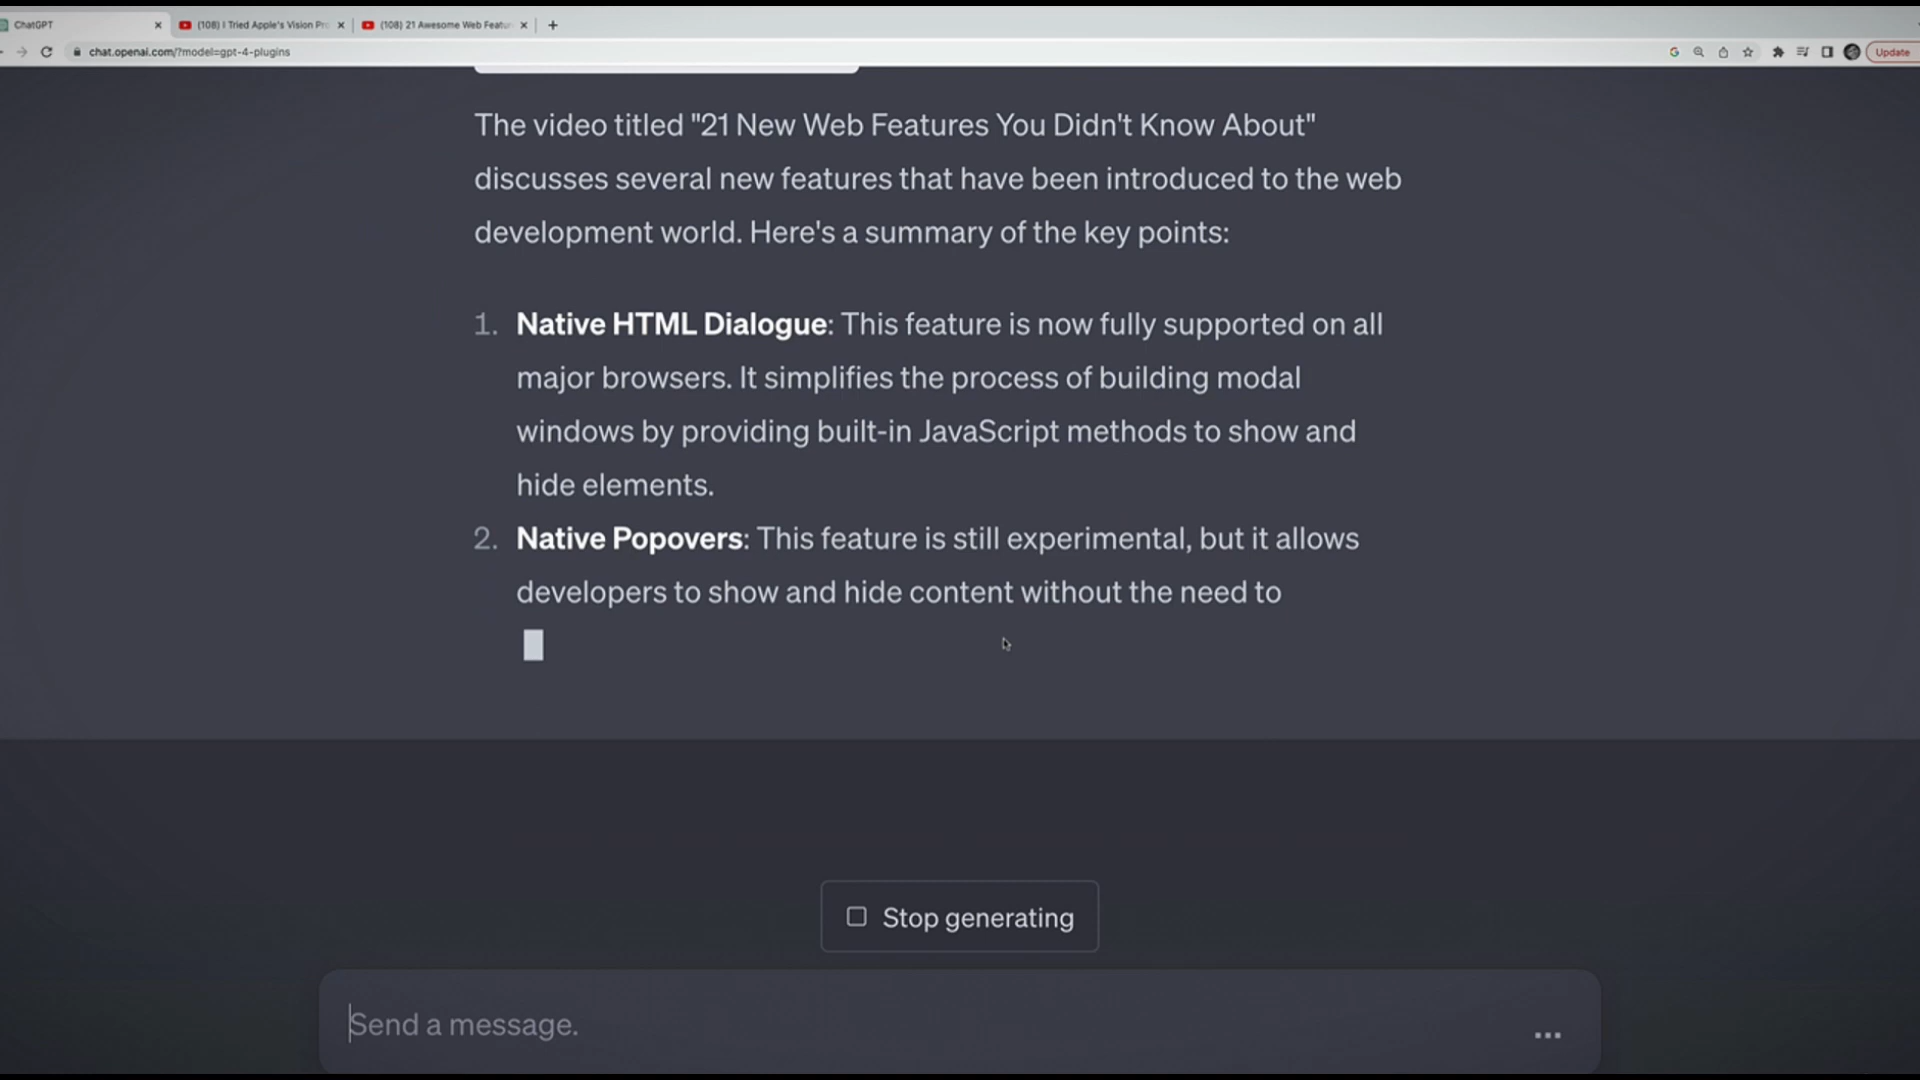 ChatGPT
(108) I Tried Apple's Vision Pro
(108) 21 Awesome Web Featur
chat.openai.com/?model=gpt-4-plugins
Update
The video titled "21 New Web Features You Didn't Know About"
discusses several new features that have been introduced to the web
development world. Here's a summary of the key points:
1. Native HTML Dialogue: This feature is now fully supported on all
major browsers. It simplifies the process of building modal
windows by providing built-in JavaScript methods to show and
hide elements.
2. Native Popovers: This feature is still experimental, but it allows
developers to show and hide content without the need to
Stop generating
Send a message.